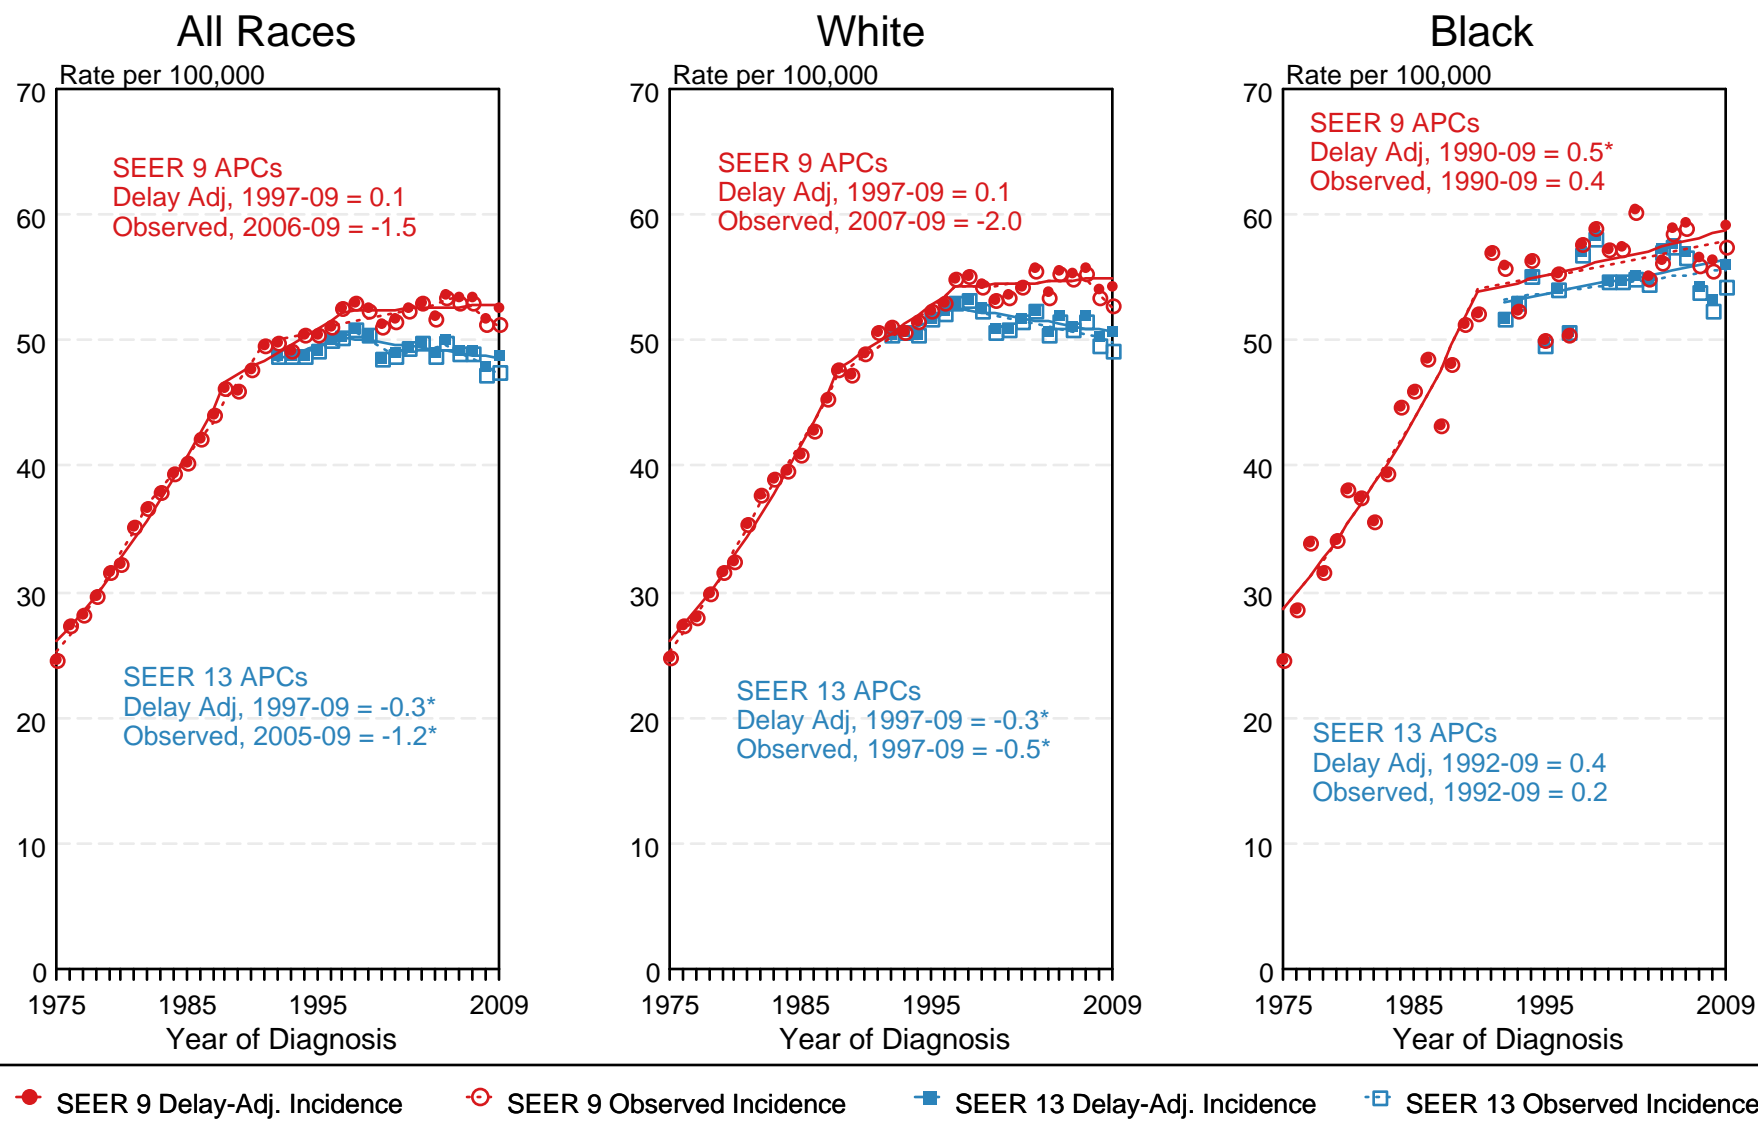 All Races
Rate per 100,000
70
60
50
40
30
20
10
0
SEER 9 APCs
Delay Adj, 1997-09 = 0.1
Observed, 2006-09 = -1.5
SEER 13 APCs
Delay Adj, 1997-09 = -0.3*
Observed, 2005-09 = -1.2*
1975 1985 1995 2009
Year of Diagnosis
White
Rate per 100,000
70
60
50
40
30
20
10
0
SEER 9 APCs
Delay Adj, 1997-09 = 0.1
Observed, 2007-09 = -2.0
SEER 13 APCs
Delay Adj, 1997-09 = -0.3*
Observed, 1997-09 = -0.5*
1975 1985 1995 2009
Year of Diagnosis
Black
Rate per 100,000
70
60
50
40
30
20
10
0
SEER 9 APCs
Delay Adj, 1990-09 = 0.5*
Observed, 1990-09 = 0.4
SEER 13 APCs
Delay Adj, 1992-09 = 0.4
Observed, 1992-09 = 0.2
1975 1985 1995 2009
Year of Diagnosis
SEER 9 Delay-Adj. Incidence SEER 9 Observed Incidence SEER 13 Delay-Adj. Incidence SEER 13 Observed Incidence